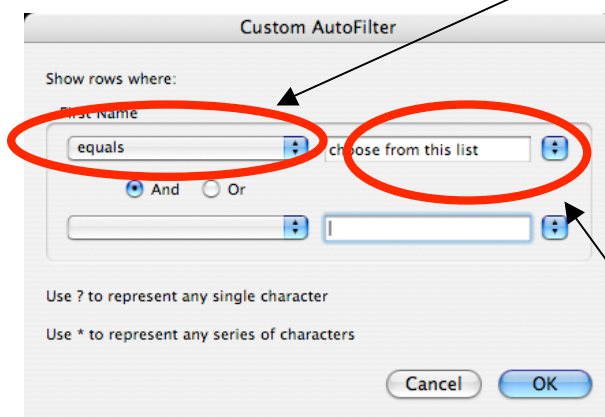 Custom AutoFilter
Show rows where:
First Name
equals choose from this list
And Or
Use ? to represent any single character
Use * to represent any series of characters
Cancel OK